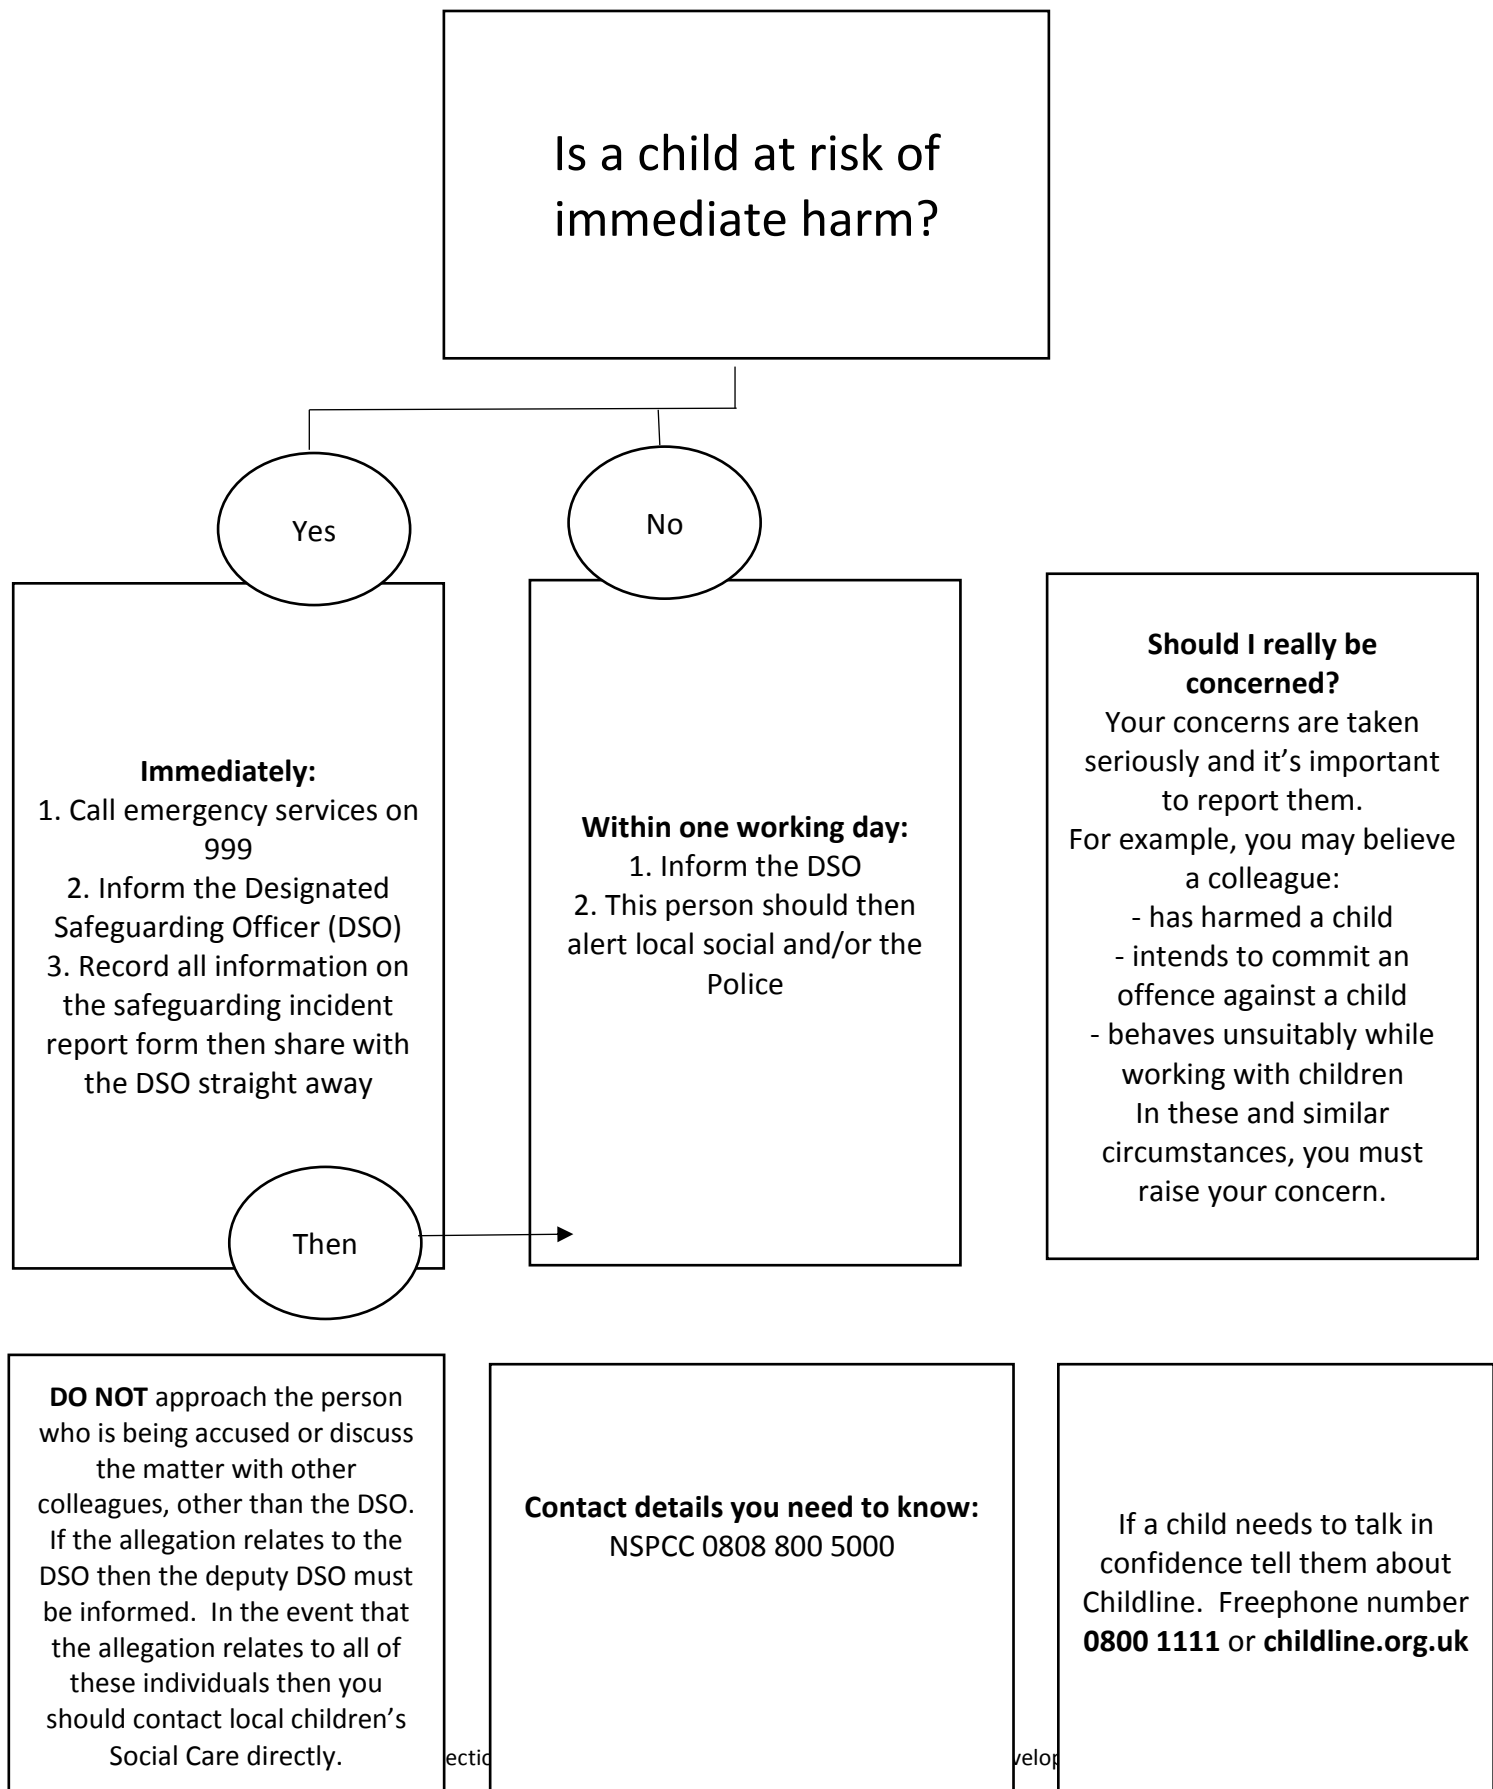 Is a child at risk of
immediate harm?
Yes
No
Immediately:
1. Call emergency services on
999
2. Inform the Designated
Safeguarding Officer (DSO)
3. Record all information on
the safeguarding incident
report form then share with
the DSO straight away
Then
Within one working day:
1. Inform the DSO
2. This person should then
alert local social and/or the
Police
Should I really be
concerned?
Your concerns are taken
seriously and it’s important
to report them.
For example, you may believe
a colleague:
- has harmed a child
- intends to commit an
offence against a child
- behaves unsuitably while
working with children
In these and similar
circumstances, you must
raise your concern.
DO NOT approach the person
who is being accused or discuss
the matter with other
colleagues, other than the DSO.
If the allegation relates to the
DSO then the deputy DSO must
be informed.  In the event that
the allegation relates to all of
these individuals then you
should contact local children’s
Social Care directly.
Contact details you need to know:
NSPCC 0808 800 5000
If a child needs to talk in
confidence tell them about
Childline.  Freephone number
0800 1111 or childline.org.uk